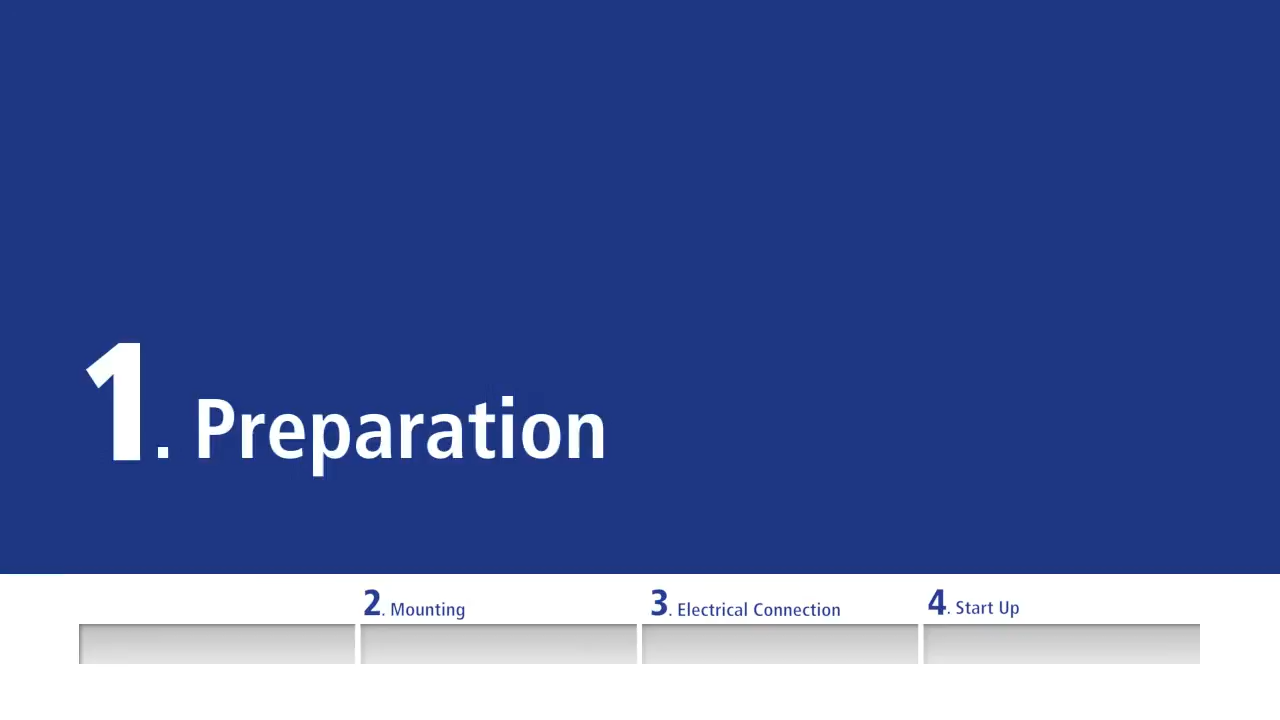 1. Preparation
2. Mounting
3. Electrical Connection
4. Start Up